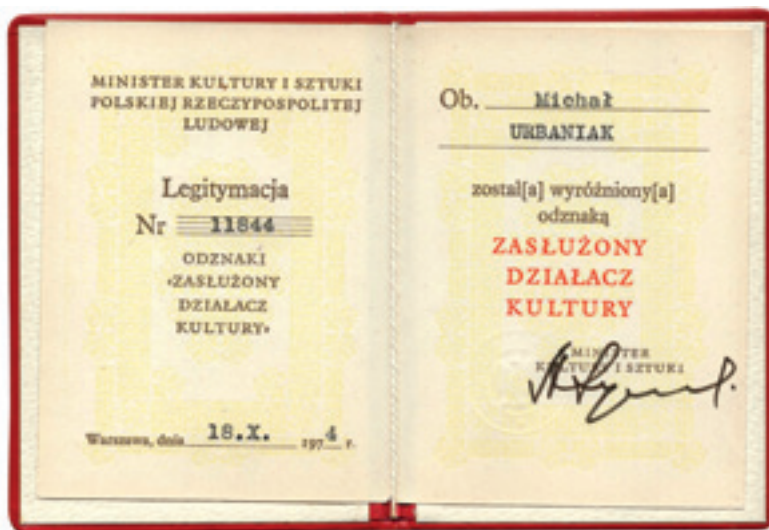 MINISTER KULTURY I SZTUKI
POLSKIEJ RZECZYPOSPOLITEJ
LUDOWEJ
Legitymacja
Nr 11844
ODZNAKI
«ZASŁUŻONY
DZIAŁACZ
KULTURY»
Warszawa, dnia 18.X. 1974 r.
Ob. Michał
URBANIAK
został[a] wyróżniony[a]
odznaką
ZASŁUŻONY
DZIAŁACZ
KULTURY
MINISTER
KULTURY I SZTUKI